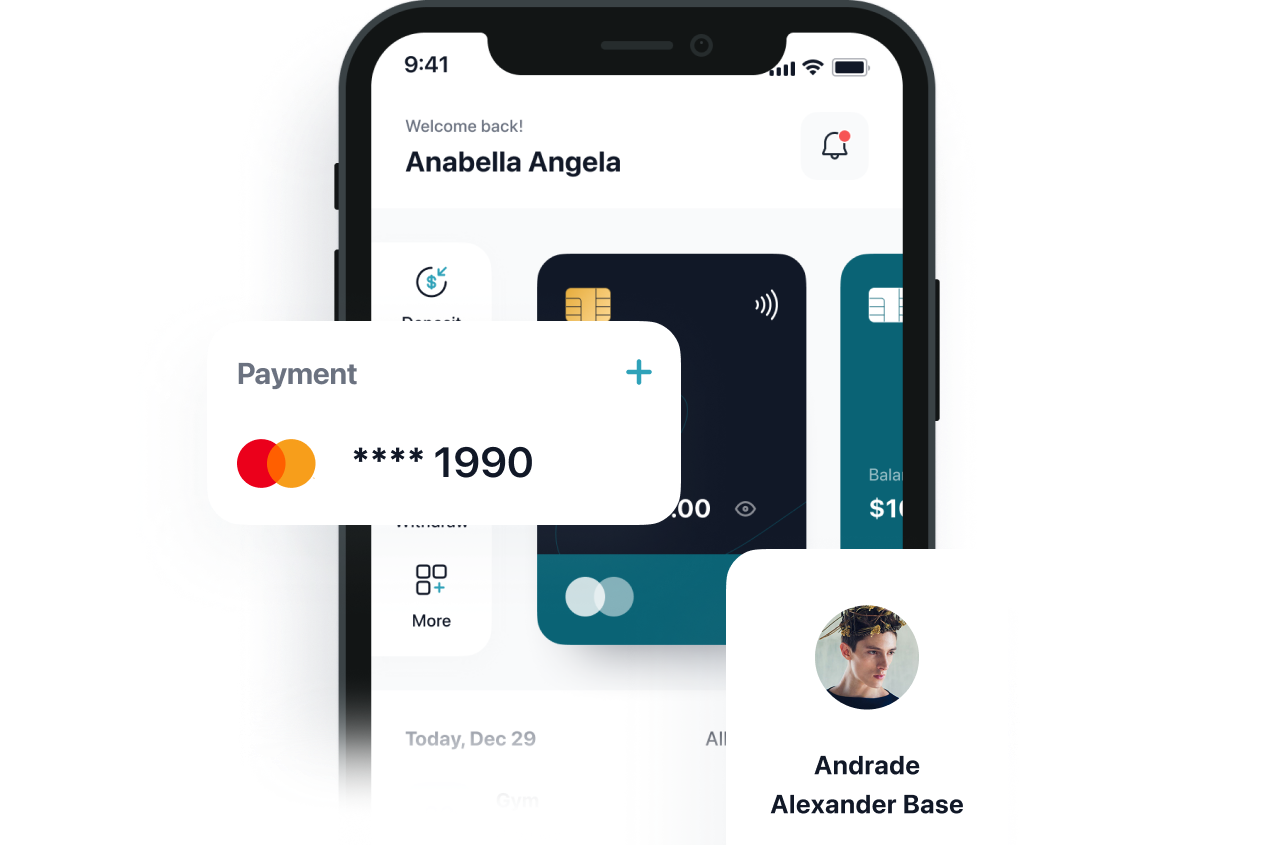 9:41
Welcome back!
Anabella Angela
Deposit
Payment
**** 1990
Withdraw
.00
Balar
$10
More
Today, Dec 29
All
Gym
Andrade
Alexander Base